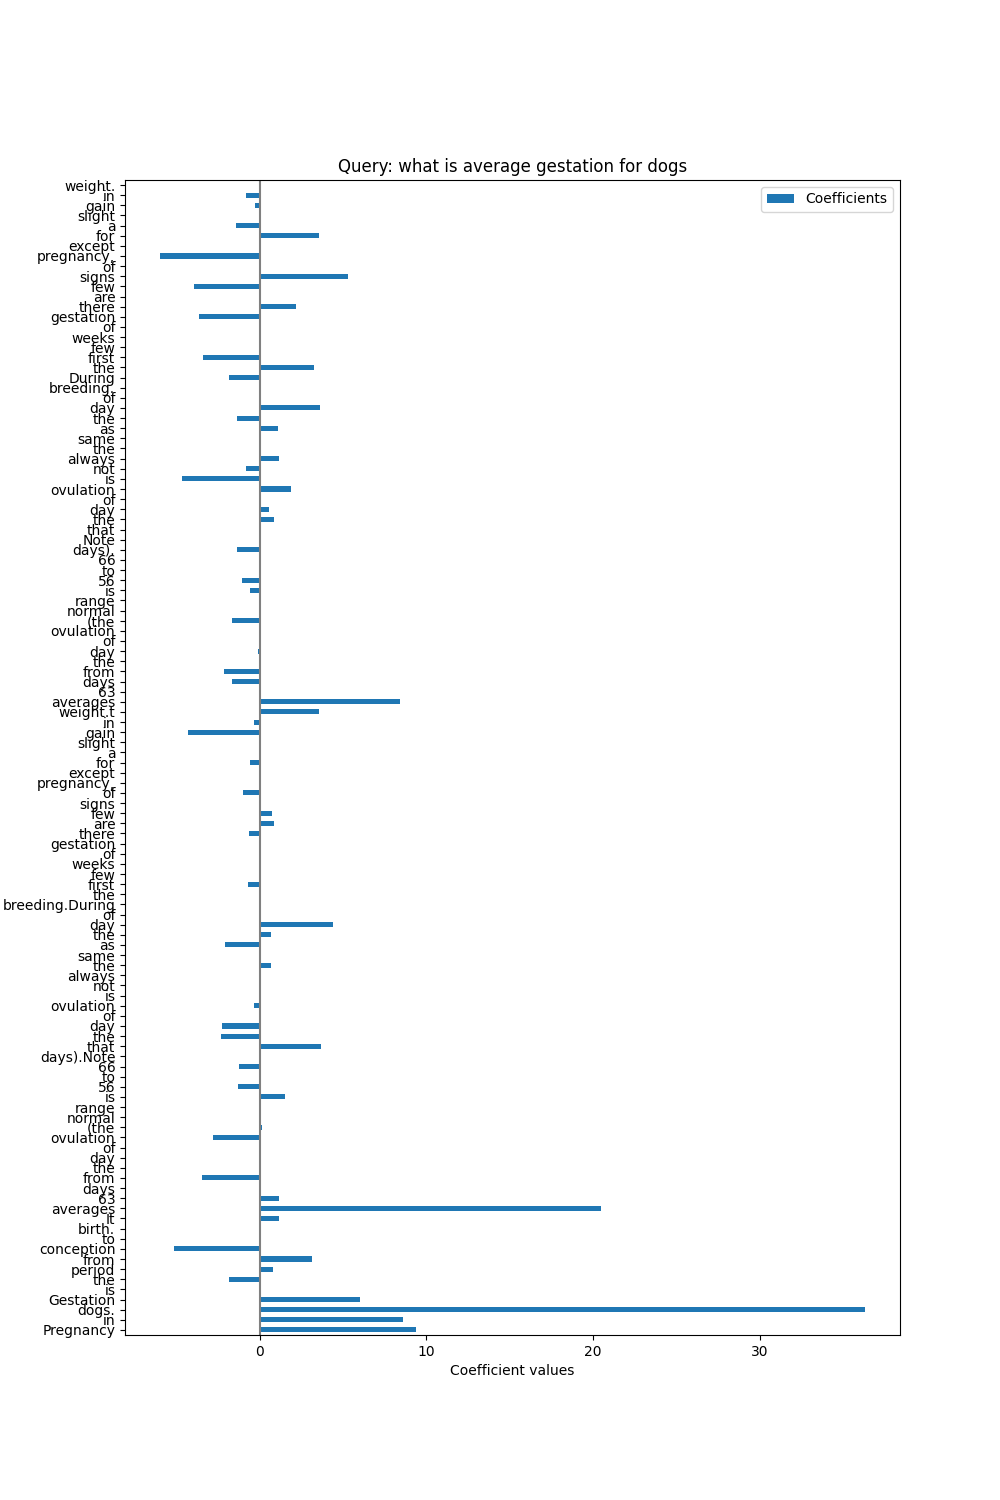 Query: what is average gestation for dogs
Coefficients
weight.
in
gain
slight
a
for
except
pregnancy,
of
signs
few
are
there
gestation
of
weeks
few
first
the
During
breeding.
of
day
the
as
same
the
always
not
is
ovulation
of
day
the
that
Note
days).
66
to
56
is
range
normal
(the
ovulation
of
day
the
from
days
63
averages
weight.t
in
gain
slight
a
for
except
pregnancy,
of
signs
few
are
there
gestation
of
weeks
few
first
the
breeding.During
of
day
the
as
same
the
always
not
is
ovulation
of
day
the
that
days).Note
66
to
56
is
range
normal
(the
ovulation
of
day
the
from
days
63
averages
it
birth.
to
conception
from
period
the
is
Gestation
dogs.
in
Pregnancy
0 10 20 30
Coefficient values